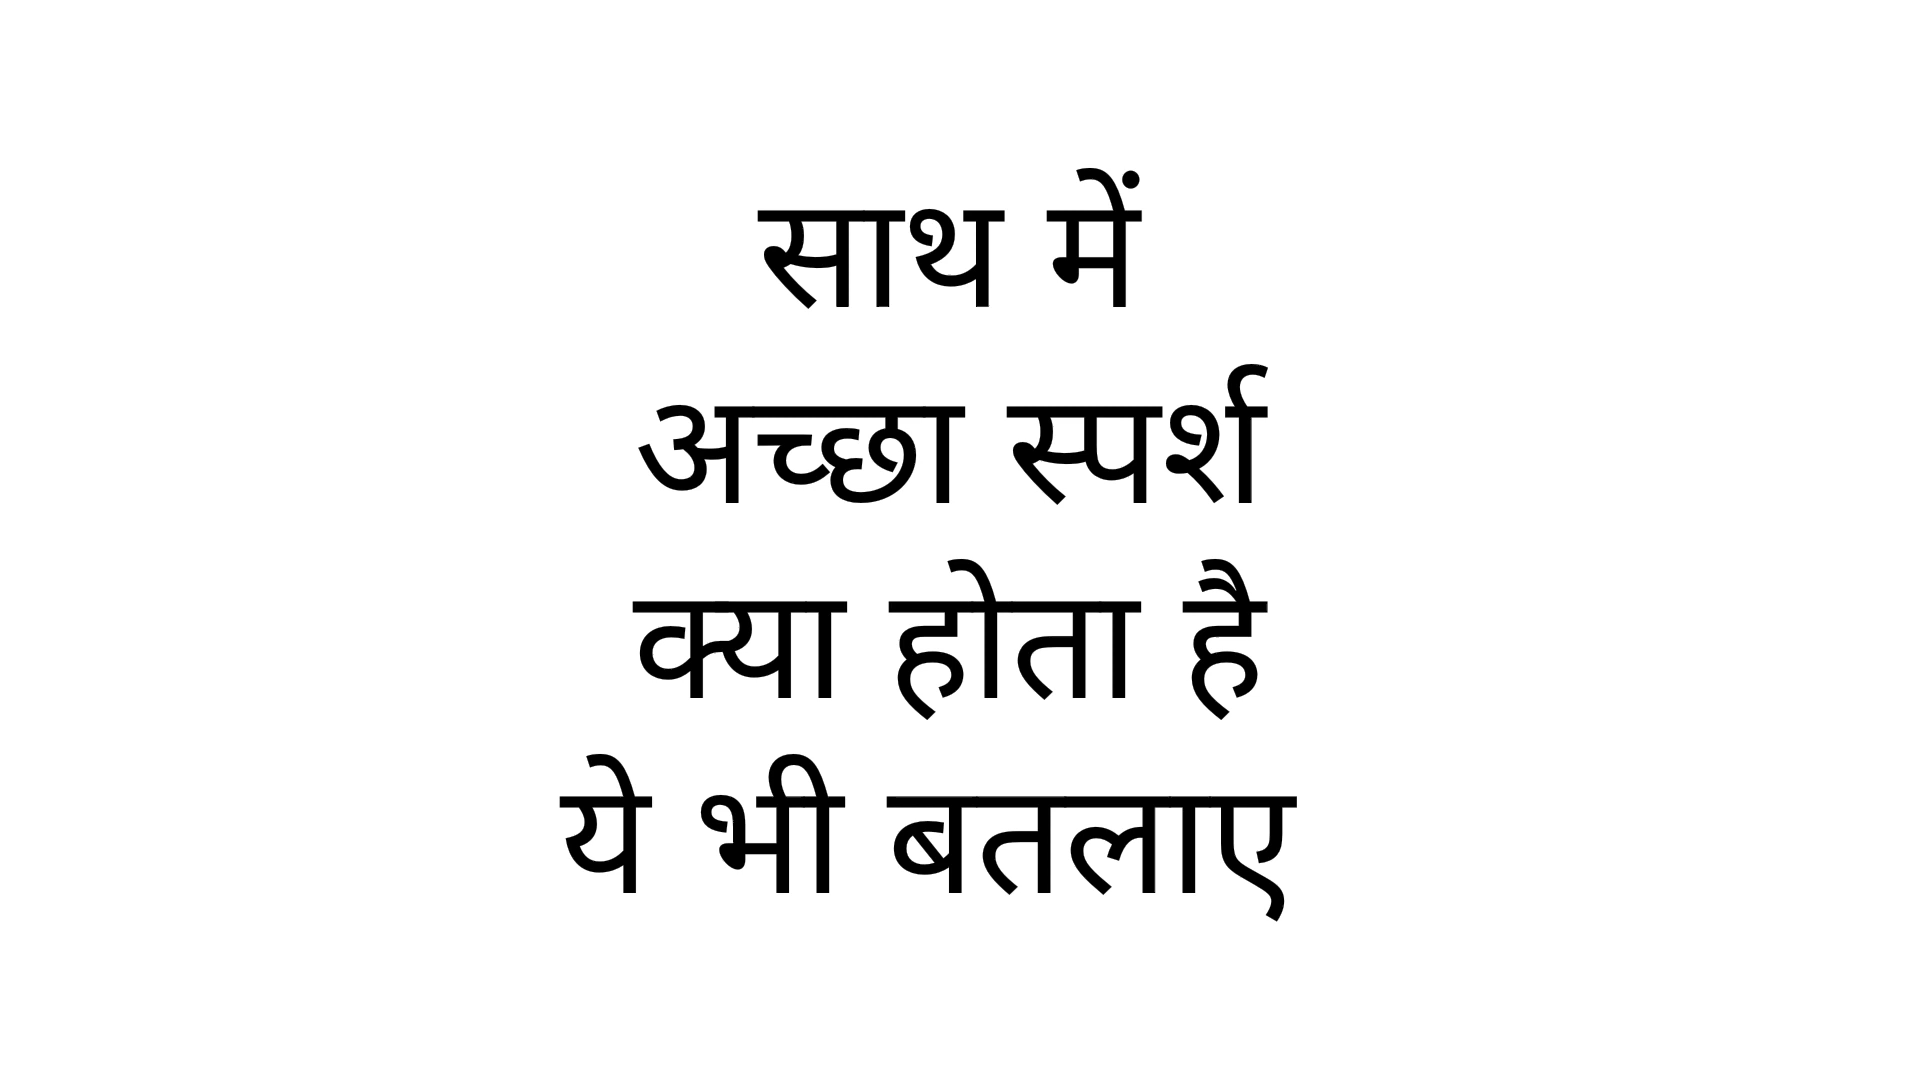 साथ में
अच्छा स्पर्श
क्या होता है
ये भी बतलाए